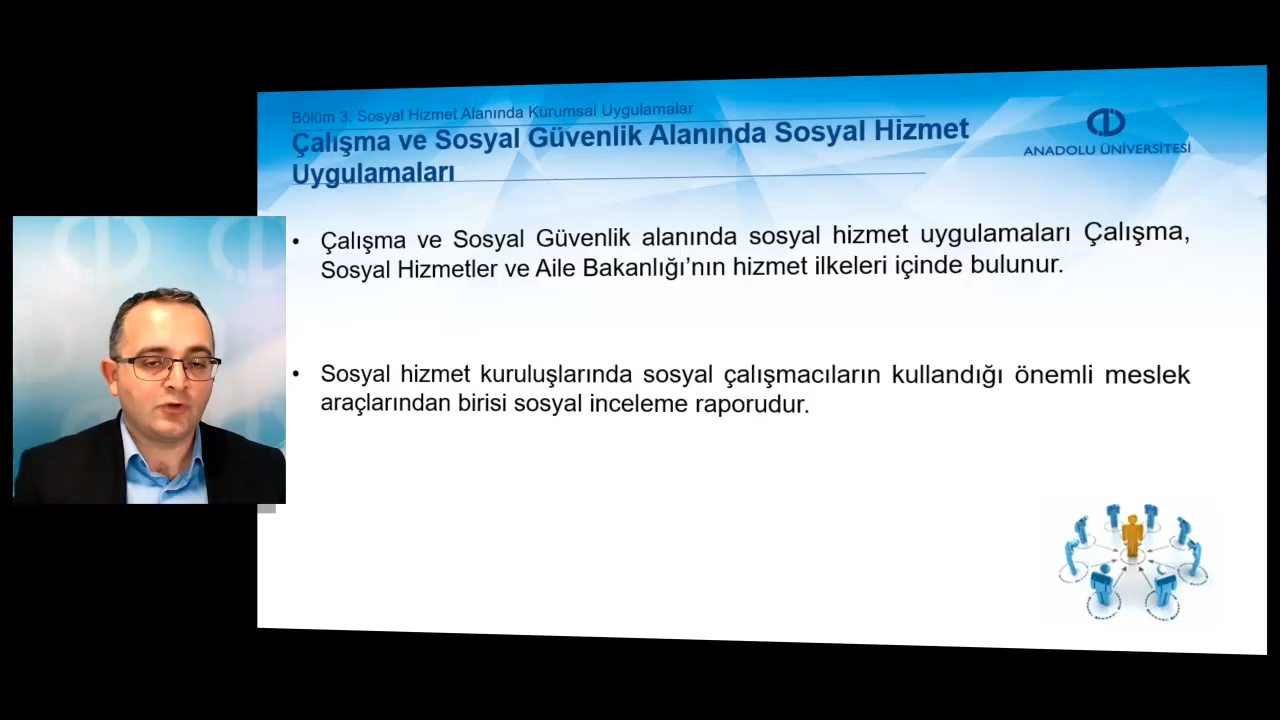 Bölüm 3: Sosyal Hizmet Alanında Kurumsal Uygulamalar
Çalışma ve Sosyal Güvenlik Alanında Sosyal Hizmet
Uygulamaları
ANADOLU ÜNİVERSİTESİ
• Çalışma ve Sosyal Güvenlik alanında sosyal hizmet uygulamaları Çalışma,
Sosyal Hizmetler ve Aile Bakanlığı’nın hizmet ilkeleri içinde bulunur.
• Sosyal hizmet kuruluşlarında sosyal çalışmacıların kullandığı önemli meslek
araçlarından birisi sosyal inceleme raporudur.